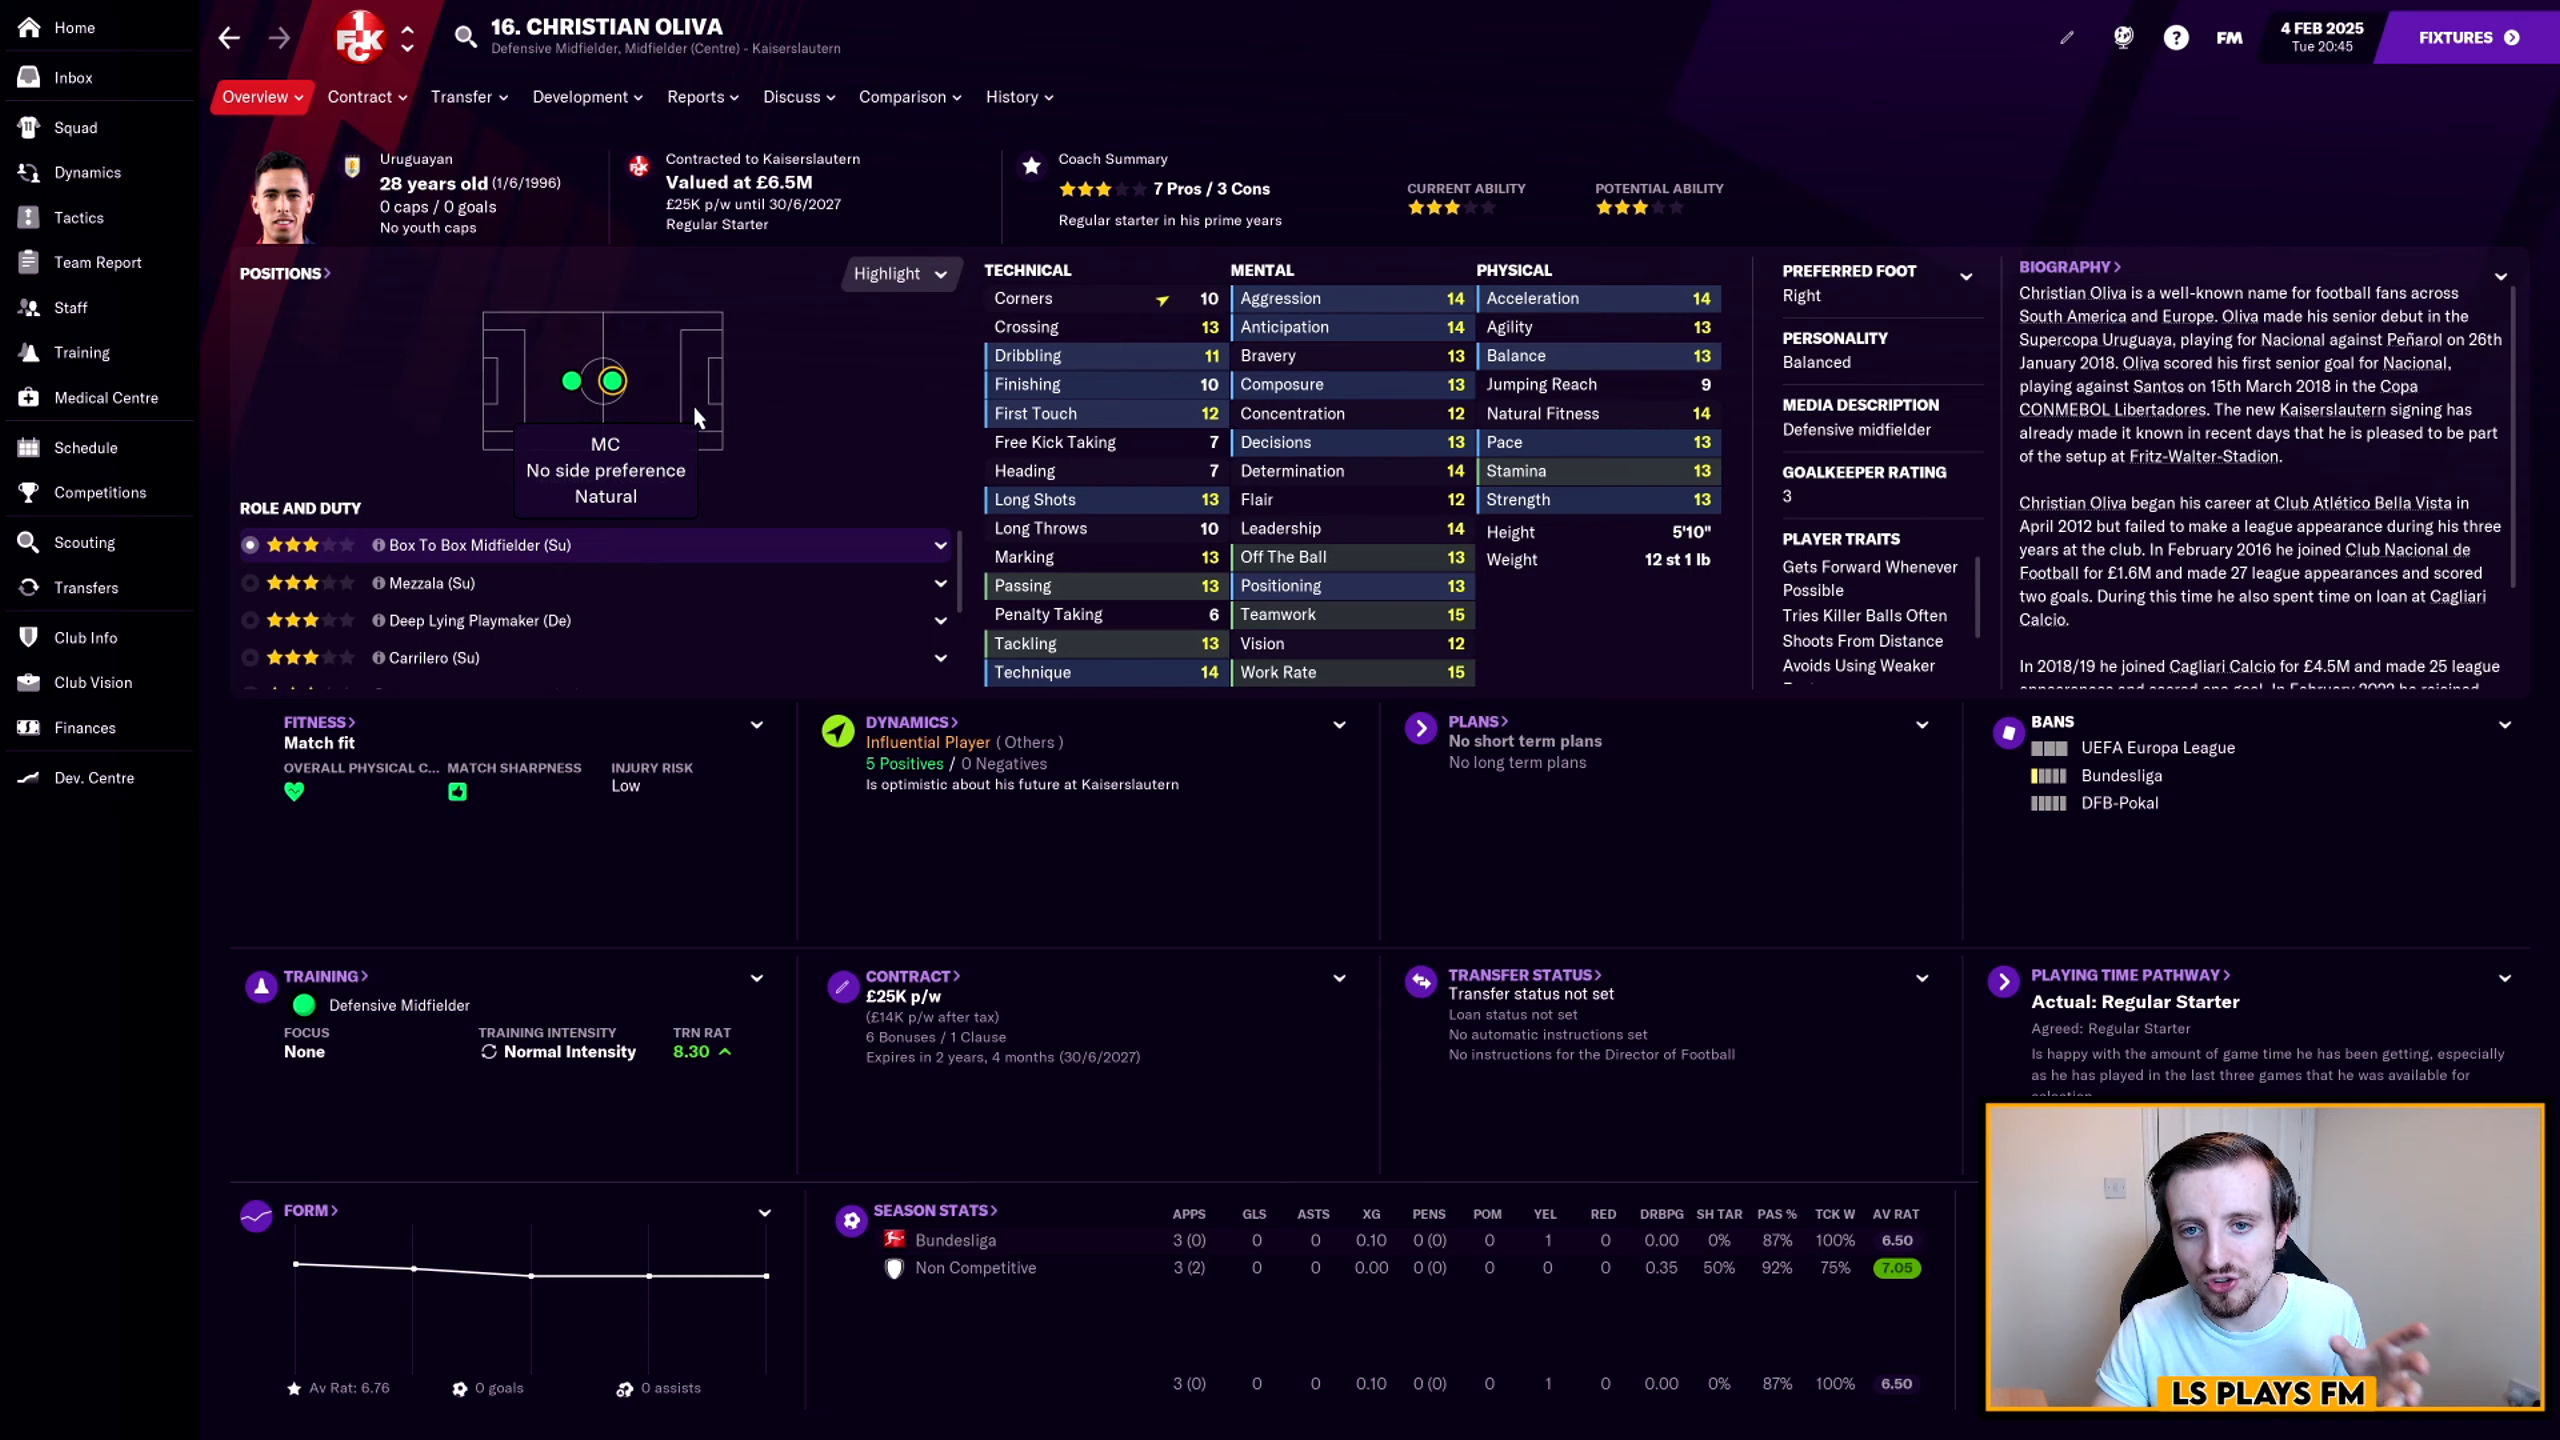 Home
Inbox
Squad
Dynamics
Tactics
Team Report
Staff
Training
Medical Centre
Schedule
Competitions
Scouting
Transfers
Club Info
Club Vision
Finances
Dev. Centre
16. CHRISTIAN OLIVA
Defensive Midfielder, Midfielder (Centre) - Kaiserslautern
FM
4 FEB 2025
Tue 20:45
FIXTURES
Overview
Contract
Transfer
Development
Reports
Discuss
Comparison
History
Uruguayan
28 years old (1/6/1996)
0 caps / 0 goals
No youth caps
Contracted to Kaiserslautern
Valued at £6.5M
£25K p/w until 30/6/2027
Regular Starter
Coach Summary
7 Pros / 3 Cons
Regular starter in his prime years
CURRENT ABILITY
POTENTIAL ABILITY
POSITIONS>
Highlight
MC
No side preference
Natural
ROLE AND DUTY
Box To Box Midfielder (Su)
Mezzala (Su)
Deep Lying Playmaker (De)
Carrilero (Su)
TECHNICAL
Corners 10
Crossing 13
Dribbling 11
Finishing 10
First Touch 12
Free Kick Taking 7
Heading 7
Long Shots 13
Long Throws 10
Marking 13
Passing 13
Penalty Taking 6
Tackling 13
Technique 14
MENTAL
Aggression 14
Anticipation 14
Bravery 13
Composure 13
Concentration 12
Decisions 13
Determination 14
Flair 12
Leadership 14
Off The Ball 13
Positioning 13
Teamwork 15
Vision 12
Work Rate 15
PHYSICAL
Acceleration 14
Agility 13
Balance 13
Jumping Reach 9
Natural Fitness 14
Pace 13
Stamina 13
Strength 13
Height 5'10"
Weight 12 st 1 lb
PREFERRED FOOT
Right
PERSONALITY
Balanced
MEDIA DESCRIPTION
Defensive midfielder
GOALKEEPER RATING
3
PLAYER TRAITS
Gets Forward Whenever
Possible
Tries Killer Balls Often
Shoots From Distance
Avoids Using Weaker
BIOGRAPHY>
Christian Oliva is a well-known name for football fans across
South America and Europe. Oliva made his senior debut in the
Supercopa Uruguaya, playing for Nacional against Peñarol on 26th
January 2018. Oliva scored his first senior goal for Nacional,
playing against Santos on 15th March 2018 in the Copa
CONMEBOL Libertadores. The new Kaiserslautern signing has
already made it known in recent days that he is pleased to be part
of the setup at Fritz-Walter-Stadion.
Christian Oliva began his career at Club Atlético Bella Vista in
April 2012 but failed to make a league appearance during his three
years at the club. In February 2016 he joined Club Nacional de
Football for £1.6M and made 27 league appearances and scored
two goals. During this time he also spent time on loan at Cagliari
Calcio.
In 2018/19 he joined Cagliari Calcio for £4.5M and made 25 league
FITNESS>
Match fit
OVERALL PHYSICAL C... MATCH SHARPNESS INJURY RISK
Low
DYNAMICS>
Influential Player ( Others )
5 Positives / 0 Negatives
Is optimistic about his future at Kaiserslautern
PLANS>
No short term plans
No long term plans
BANS
UEFA Europa League
Bundesliga
DFB-Pokal
TRAINING>
Defensive Midfielder
FOCUS TRAINING INTENSITY TRN RAT
None Normal Intensity 8.30
CONTRACT>
£25K p/w
(£14K p/w after tax)
6 Bonuses / 1 Clause
Expires in 2 years, 4 months (30/6/2027)
TRANSFER STATUS>
Transfer status not set
Loan status not set
No automatic instructions set
No instructions for the Director of Football
PLAYING TIME PATHWAY>
Actual: Regular Starter
Agreed: Regular Starter
Is happy with the amount of game time he has been getting, especially
as he has played in the last three games that he was available for
FORM>
Av Rat: 6.76 0 goals 0 assists
SEASON STATS> APPS GLS ASTS XG PENS POM YEL RED DRBPG SH TAR PAS % TCK W AV RAT
Bundesliga 3 (0) 0 0 0.10 0 (0) 0 1 0 0.00 0% 87% 100% 6.50
Non Competitive 3 (2) 0 0 0.00 0 (0) 0 0 0 0.35 50% 92% 75% 7.05
3 (0) 0 0 0.10 0 (0) 0 1 0 0.00 0% 87% 100% 6.50
LS PLAYS FM